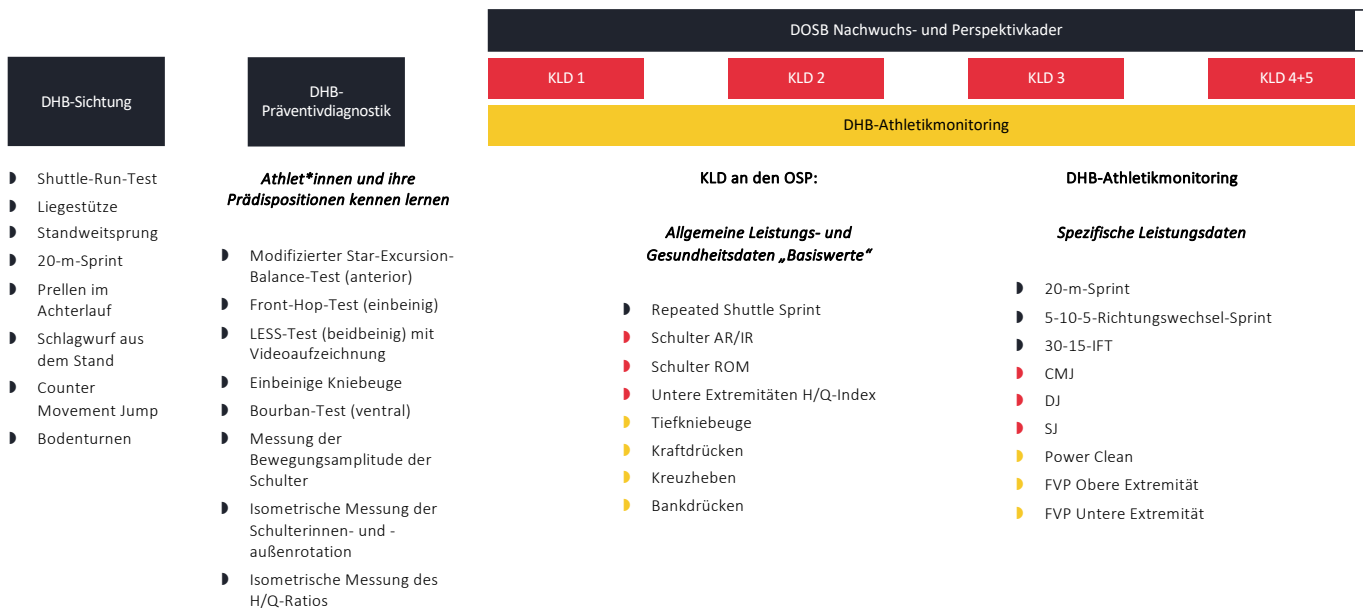 DOSB Nachwuchs- und Perspektivkader
KLD 1
KLD 2
KLD 3
KLD 4+5
DHB-Athletikmonitoring
DHB-Sichtung
Shuttle-Run-Test
Liegestütze
Standweitsprung
20-m-Sprint
Prellen im
Achterlauf
Schlagwurf aus
dem Stand
Counter
Movement Jump
Bodenturnen
DHB-
Präventivdiagnostik
Athlet*innen und ihre
Prädispositionen kennen lernen
Modifizierter Star-Excursion-
Balance-Test (anterior)
Front-Hop-Test (einbeinig)
LESS-Test (beidbeinig) mit
Videoaufzeichnung
Einbeinige Kniebeuge
Bourban-Test (ventral)
Messung der
Bewegungsamplitude der
Schulter
Isometrische Messung der
Schulterinnen- und -
außenrotation
Isometrische Messung des
H/Q-Ratios
KLD an den OSP:
Allgemeine Leistungs- und
Gesundheitsdaten „Basiswerte“
Repeated Shuttle Sprint
Schulter AR/IR
Schulter ROM
Untere Extremitäten H/Q-Index
Tiefkniebeuge
Kraftdrücken
Kreuzheben
Bankdrücken
DHB-Athletikmonitoring
Spezifische Leistungsdaten
20-m-Sprint
5-10-5-Richtungswechsel-Sprint
30-15-IFT
CMJ
DJ
SJ
Power Clean
FVP Obere Extremität
FVP Untere Extremität